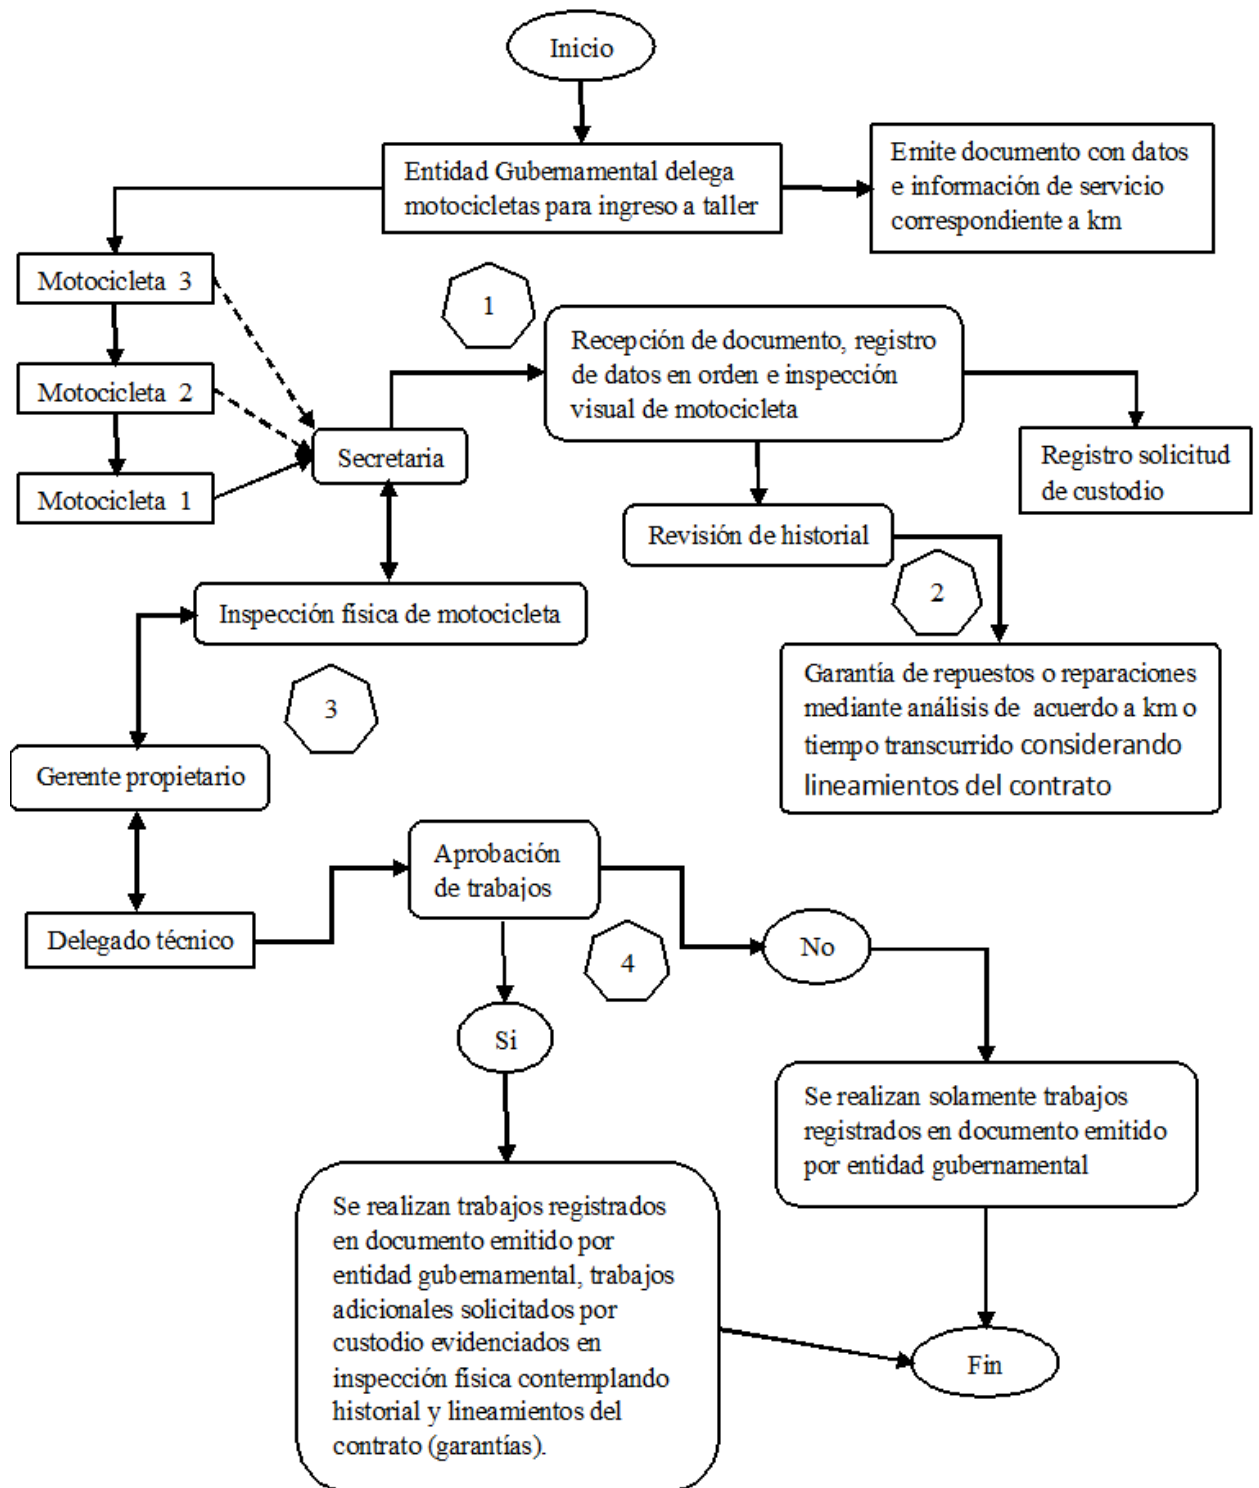 Inicio
Entidad Gubernamental delega
motocicletas para ingreso a taller
Emite documento con datos
e información de servicio
correspondiente a km
Motocicleta 3
1
Recepción de documento, registro
de datos en orden e inspección
visual de motocicleta
Motocicleta 2
Secretaria
Registro solicitud
de custodio
Motocicleta 1
Revisión de historial
2
Inspección física de motocicleta
Garantía de repuestos o reparaciones
mediante análisis de acuerdo a km o
tiempo transcurrido considerando
lineamientos del contrato
3
Gerente propietario
Aprobación
de trabajos
Delegado técnico
4
No
Si
Se realizan solamente trabajos
registrados en documento emitido
por entidad gubernamental
Se realizan trabajos registrados
en documento emitido por
entidad gubernamental, trabajos
adicionales solicitados por
custodio evidenciados en
inspección física contemplando
historial y lineamientos del
contrato (garantías).
Fin